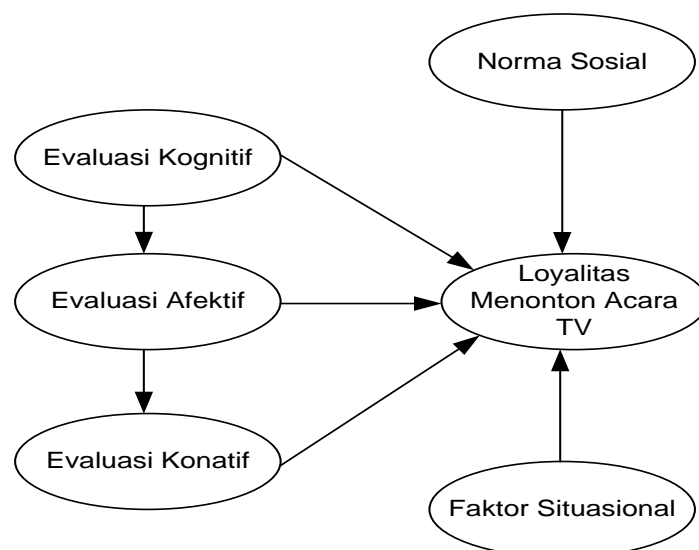 Norma Sosial
Evaluasi Kognitif
Evaluasi Afektif
Loyalitas
Menonton Acara
TV
Evaluasi Konatif
Faktor Situasional